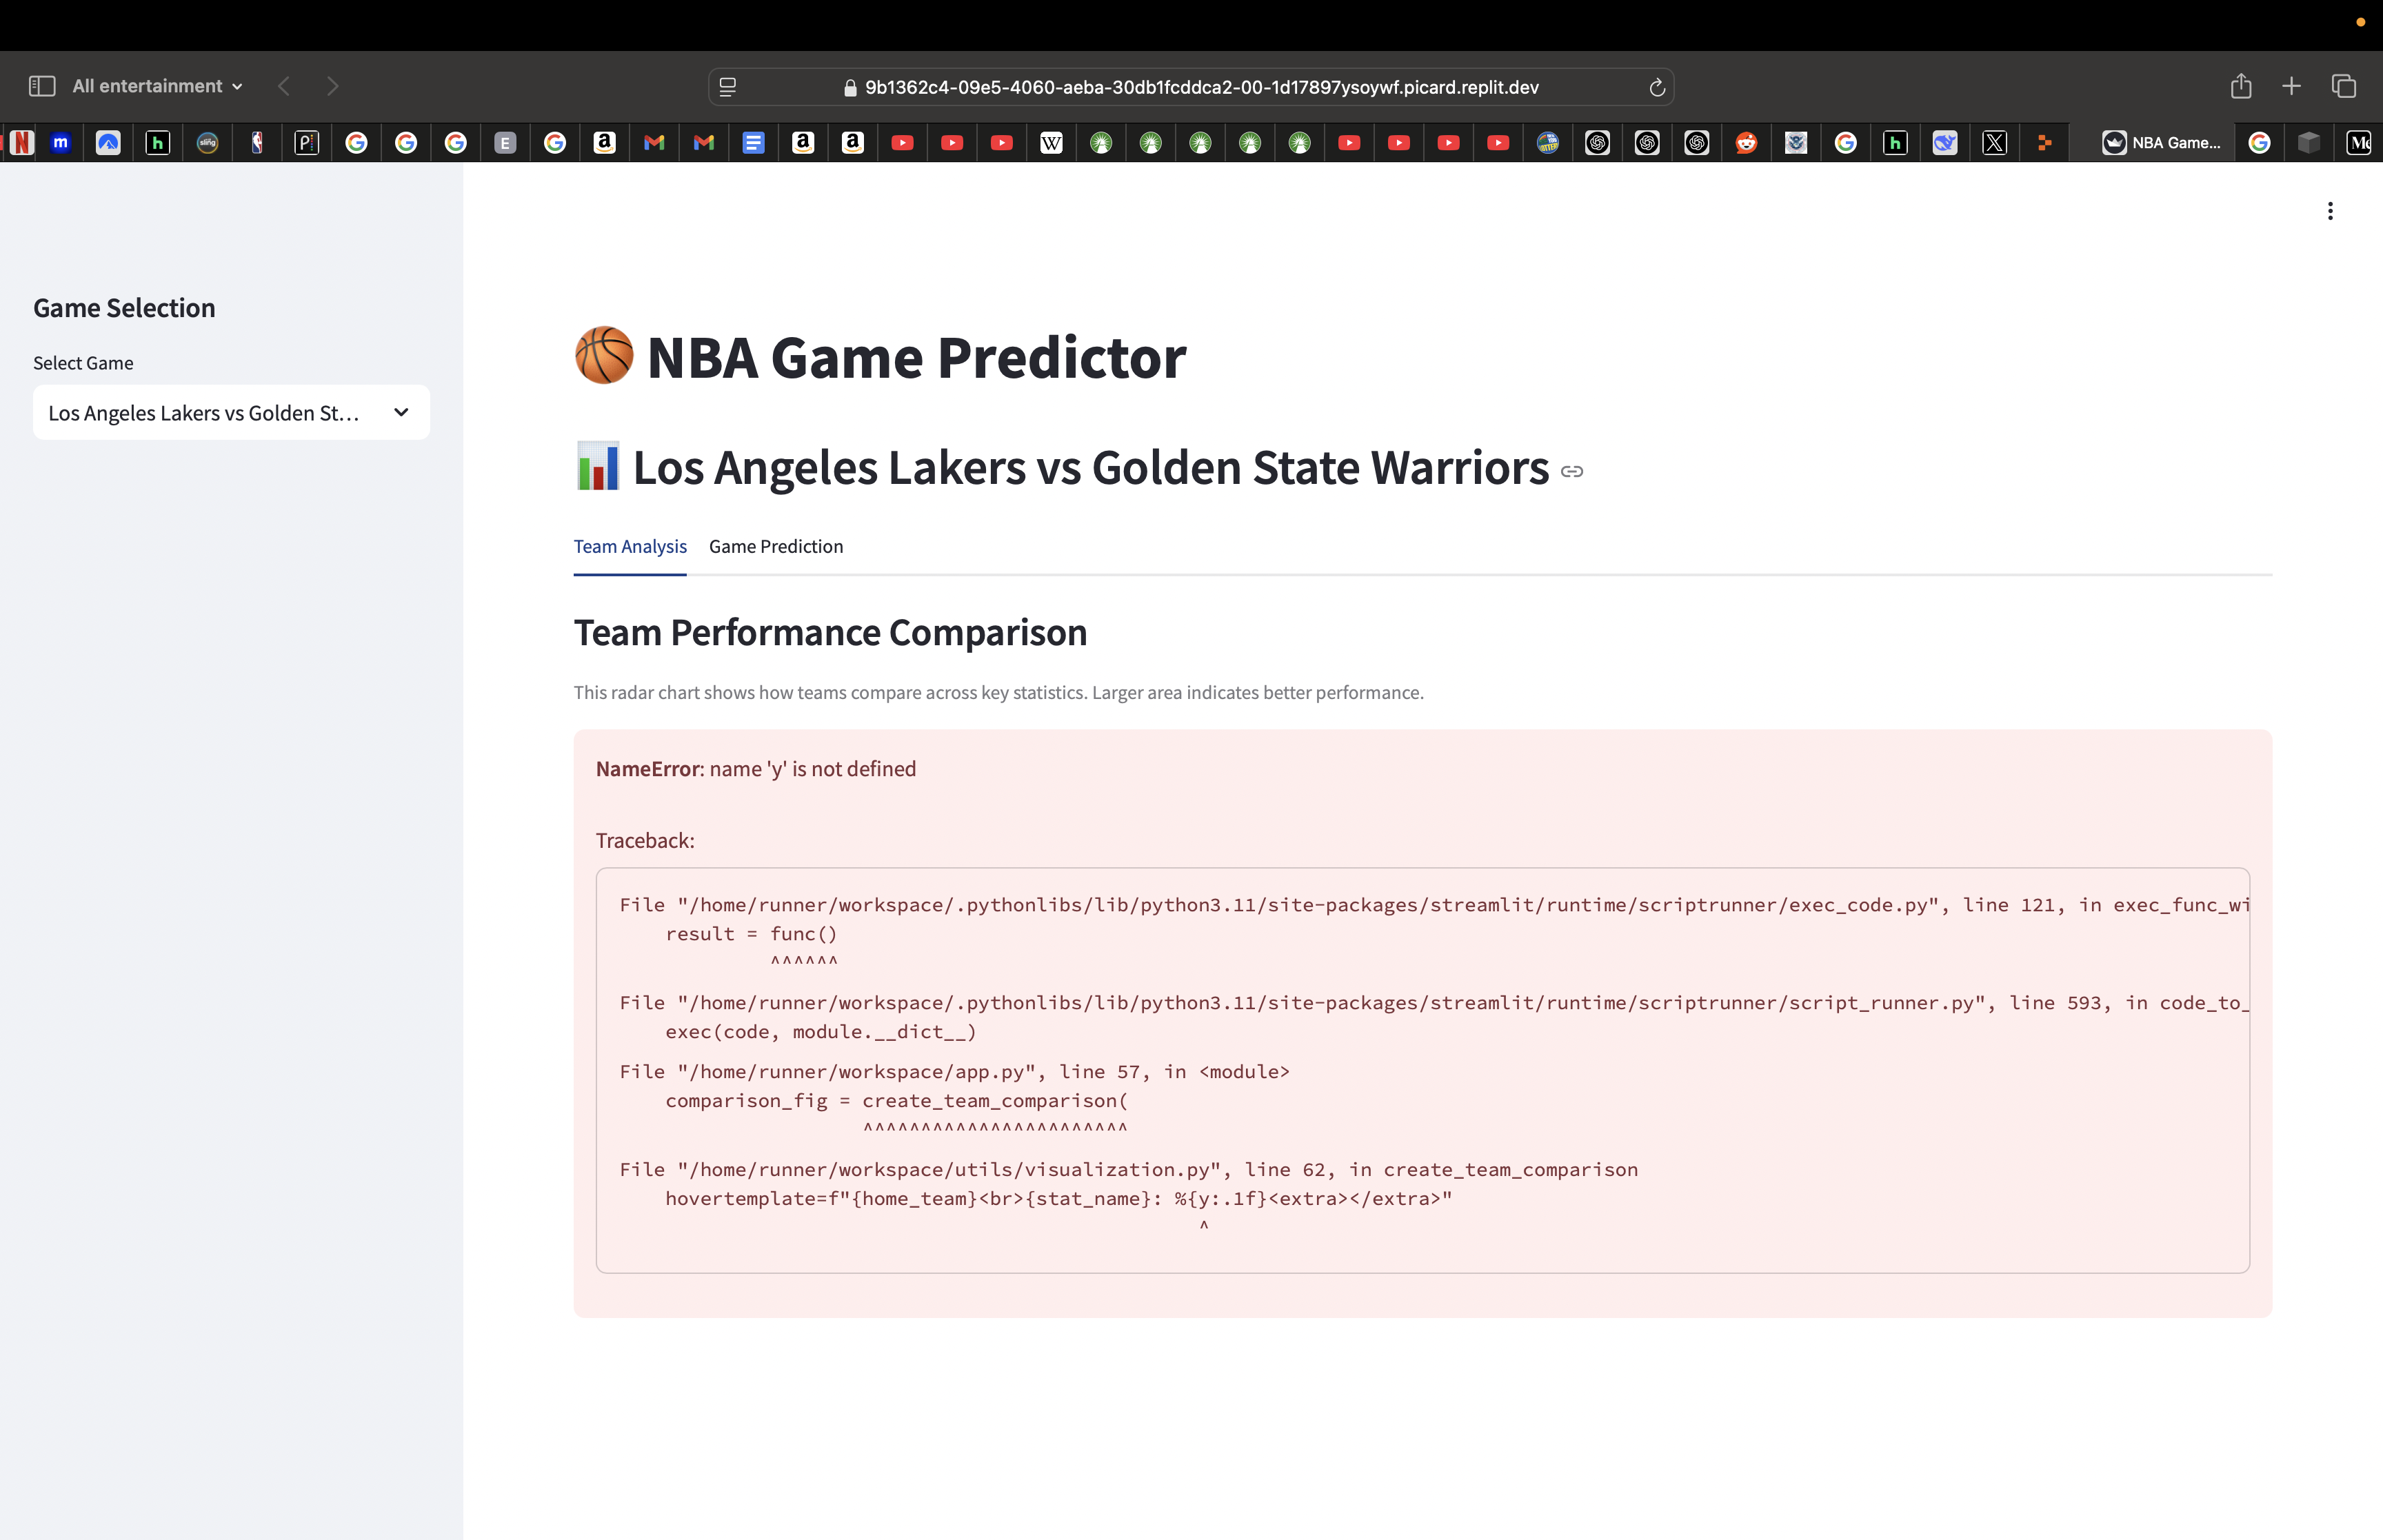 All entertainment
9b1362c4-09e5-4060-aeba-30db1fcddca2-00-1d17897ysoywf.picard.replit.dev
N
m
h
sling
E
a
a
a
W
h
X
NBA Game...
Game Selection
Select Game
Los Angeles Lakers vs Golden St...
🏀 NBA Game Predictor
📊 Los Angeles Lakers vs Golden State Warriors
Team Analysis
Game Prediction
Team Performance Comparison
This radar chart shows how teams compare across key statistics. Larger area indicates better performance.
NameError: name 'y' is not defined
Traceback:
File "/home/runner/workspace/.pythonlibs/lib/python3.11/site-packages/streamlit/runtime/scriptrunner/exec_code.py", line 121, in exec_func_wi
result = func()
^^^^^^
File "/home/runner/workspace/.pythonlibs/lib/python3.11/site-packages/streamlit/runtime/scriptrunner/script_runner.py", line 593, in code_to_
exec(code, module.__dict__)
File "/home/runner/workspace/app.py", line 57, in <module>
comparison_fig = create_team_comparison(
^^^^^^^^^^^^^^^^^^^^^^^
File "/home/runner/workspace/utils/visualization.py", line 62, in create_team_comparison
hovertemplate=f"{home_team}<br>{stat_name}: %{y:.1f}<extra></extra>"
^